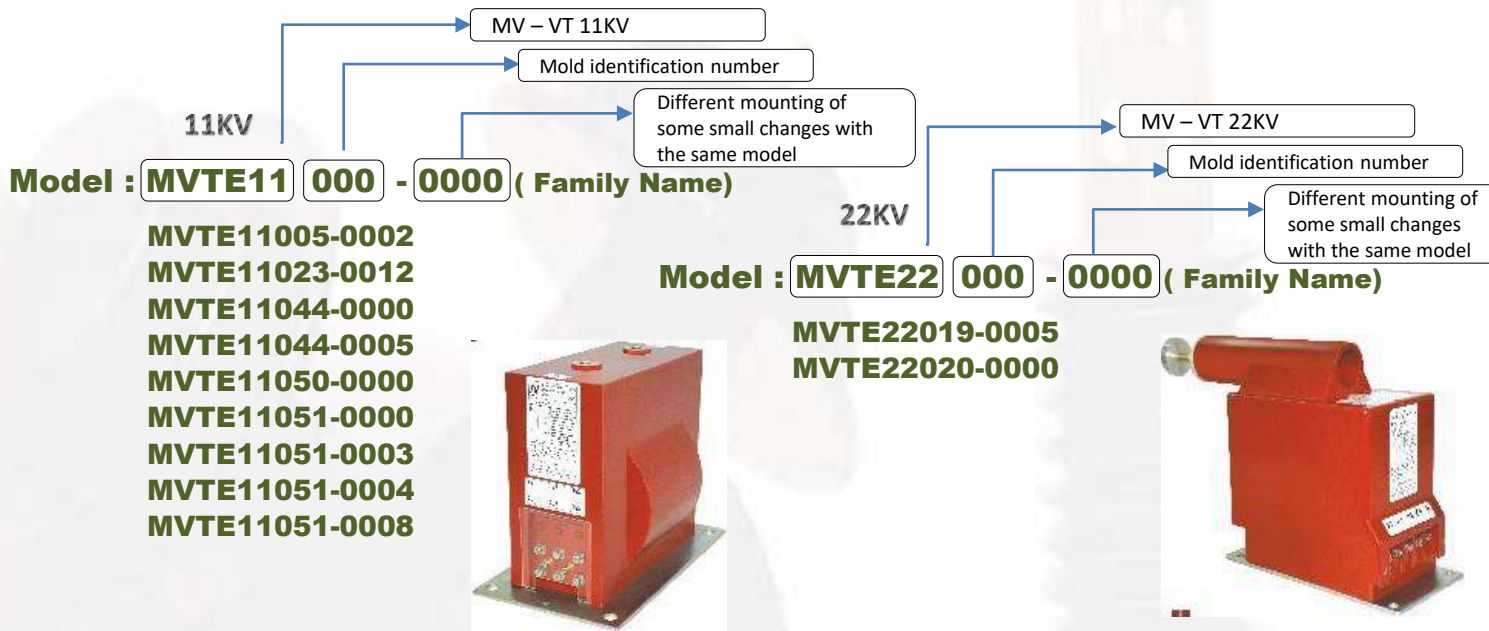 MV – VT 11KV
Mold identification number
Different mounting of
some small changes with
the same model
11KV
Model : MVTE11 000 - 0000 ( Family Name)
MVTE11005-0002
MVTE11023-0012
MVTE11044-0000
MVTE11044-0005
MVTE11050-0000
MVTE11051-0000
MVTE11051-0003
MVTE11051-0004
MVTE11051-0008
MV – VT 22KV
Mold identification number
Different mounting of
some small changes
with the same model
22KV
Model : MVTE22 000 - 0000 ( Family Name)
MVTE22019-0005
MVTE22020-0000